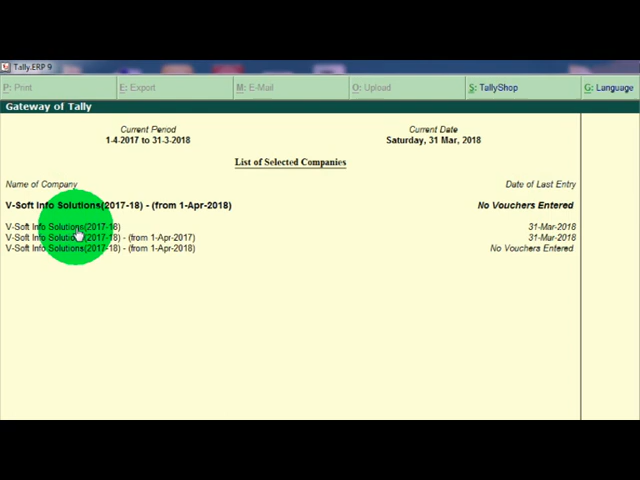 Tally.ERP 9
P: Print E: Export M: E-Mail O: Upload S: TallyShop G: Language
Gateway of Tally
Current Period Current Date
1-4-2017 to 31-3-2018 Saturday, 31 Mar, 2018
List of Selected Companies
Name of Company Date of Last Entry
V-Soft Info Solutions(2017-18) - (from 1-Apr-2018) No Vouchers Entered
V-Soft Info Solutions(2017-18) 31-Mar-2018
V-Soft Info Solutions(2017-18) - (from 1-Apr-2017) 31-Mar-2018
V-Soft Info Solutions(2017-18) - (from 1-Apr-2018) No Vouchers Entered